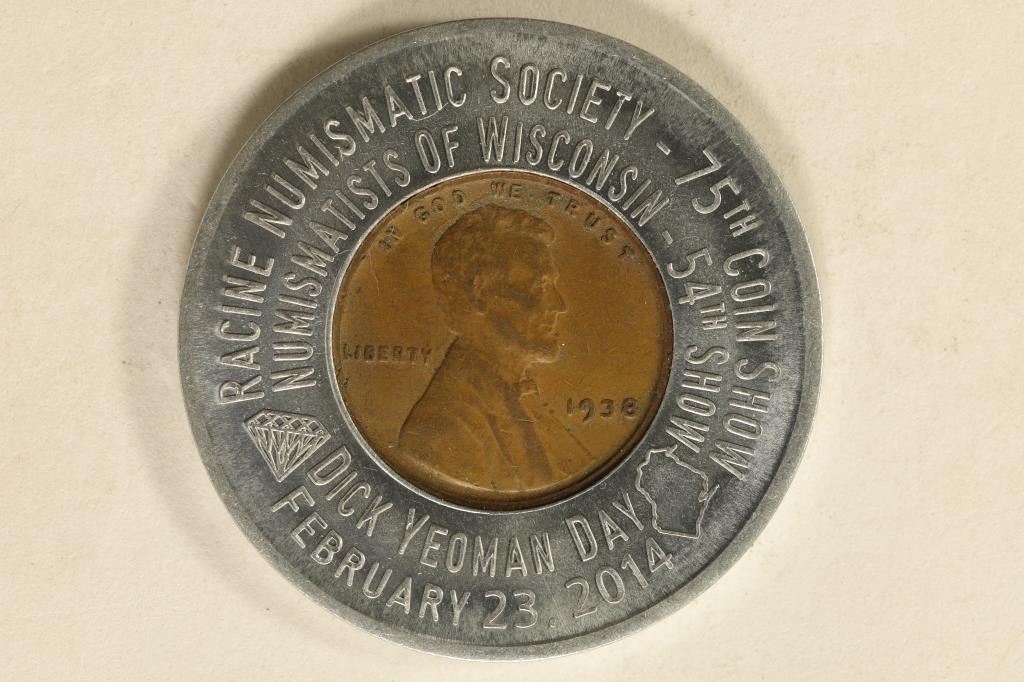 RACINE NUMISMATIC SOCIETY - 75TH COIN SHOW
NUMISMATISTS OF WISCONSIN - 54TH SHOW
IN GOD WE TRUST
LIBERTY
1938
DICK YEOMAN DAY
FEBRUARY 23. 2014